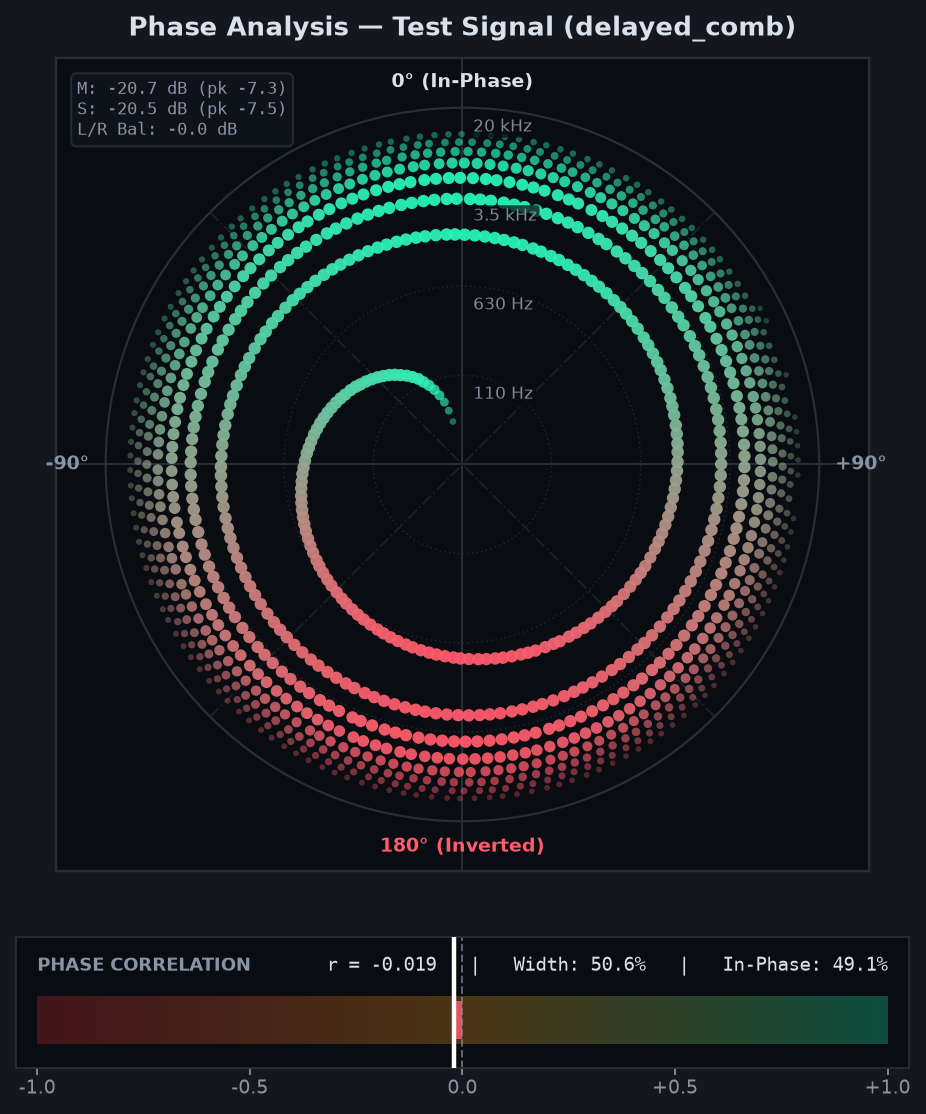 Phase Analysis — Test Signal (delayed_comb)
M: -20.7 dB (pk -7.3)
S: -20.5 dB (pk -7.5)
L/R Bal: -0.0 dB
0° (In-Phase)
20 kHz
3.5 kHz
630 Hz
110 Hz
-90°
+90°
180° (Inverted)
PHASE CORRELATION r = -0.019 | Width: 50.6% | In-Phase: 49.1%
-1.0 -0.5 0.0 +0.5 +1.0